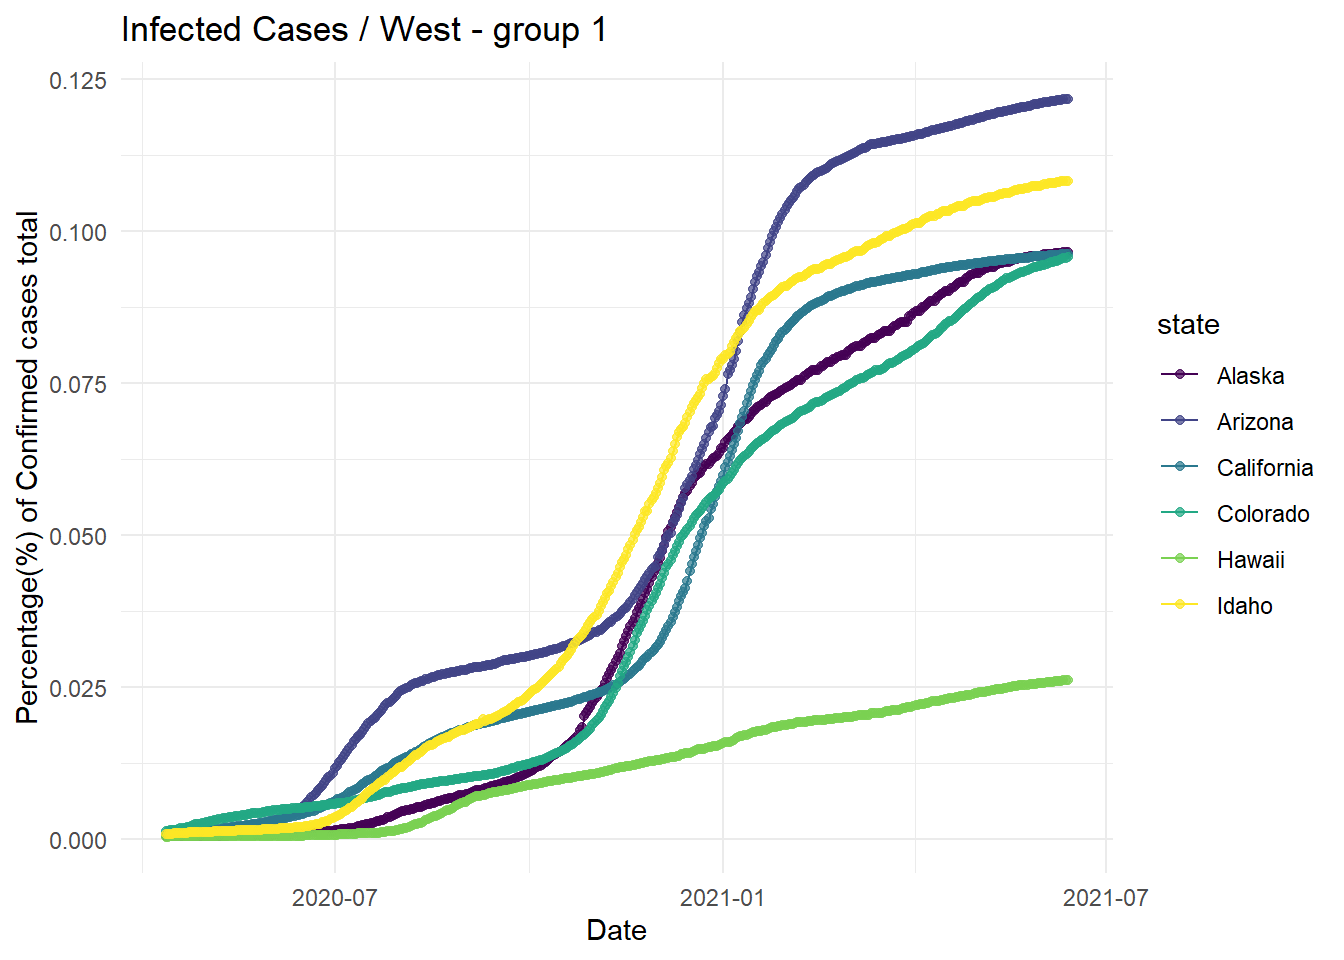 Infected Cases / West - group 1
Percentage(%) of Confirmed cases total
0.125
0.100
0.075
0.050
0.025
0.000
2020-07
2021-01
2021-07
Date
state
Alaska
Arizona
California
Colorado
Hawaii
Idaho